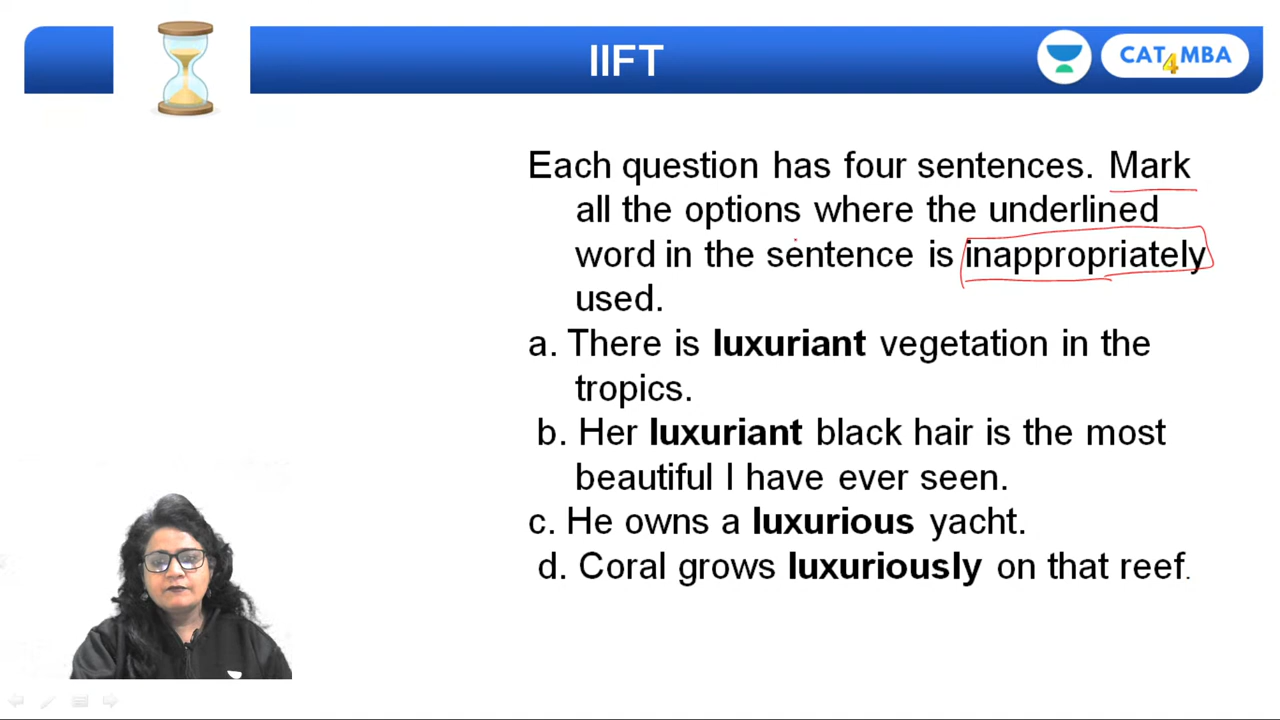 IIFT
CAT4MBA
Each question has four sentences. Mark
all the options where the underlined
word in the sentence is inappropriately
used.
a. There is luxuriant vegetation in the
tropics.
b. Her luxuriant black hair is the most
beautiful I have ever seen.
c. He owns a luxurious yacht.
d. Coral grows luxuriously on that reef.